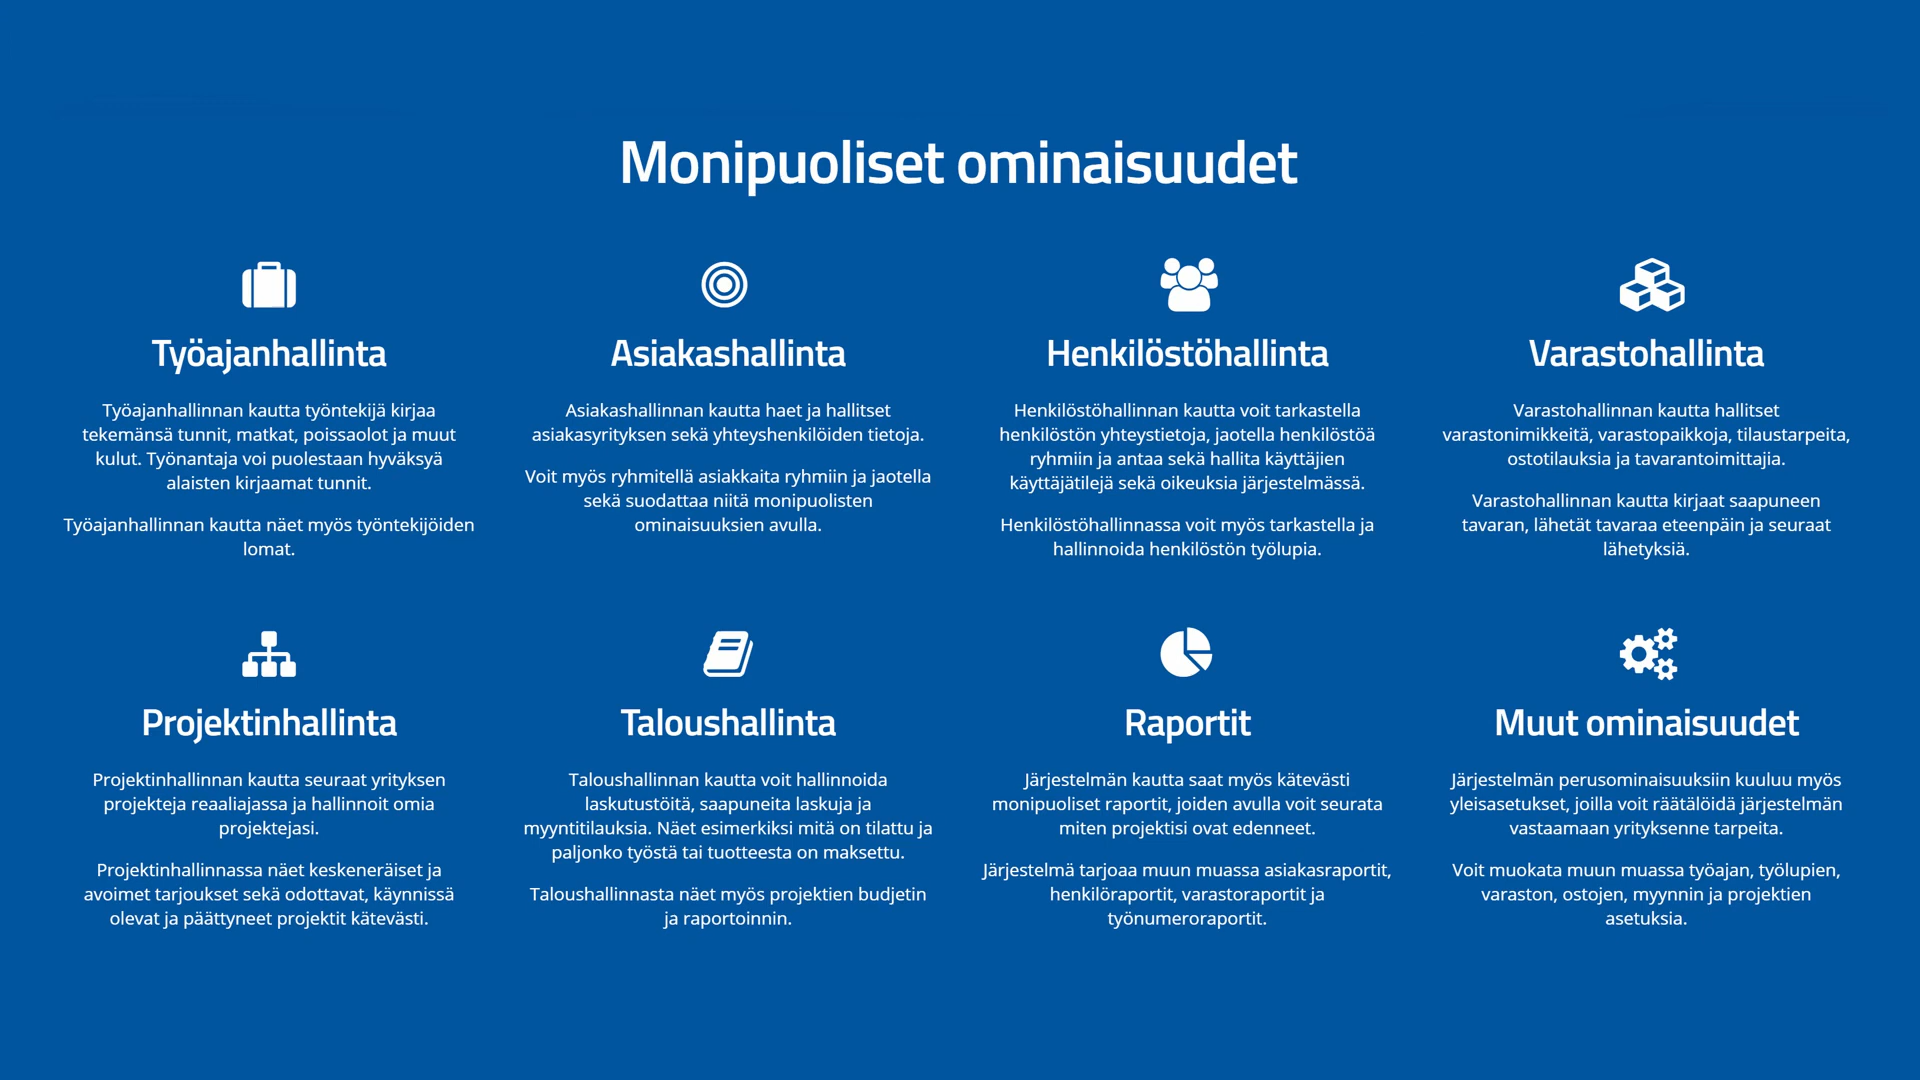 Monipuoliset ominaisuudet
Työajanhallinta
Työajanhallinnan kautta työntekijä kirjaa
tekemänsä tunnit, matkat, poissaolot ja muut
kulut. Työnantaja voi puolestaan hyväksyä
alaisten kirjaamat tunnit.
Työajanhallinnan kautta näet myös työntekijöiden
lomat.
Asiakashallinta
Asiakashallinnan kautta haet ja hallitset
asiakasyrityksen sekä yhteyshenkilöiden tietoja.
Voit myös ryhmitellä asiakkaita ryhmiin ja jaotella
sekä suodattaa niitä monipuolisten
ominaisuuksien avulla.
Henkilöstöhallinta
Henkilöstöhallinnan kautta voit tarkastella
henkilöstön yhteystietoja, jaotella henkilöstöä
ryhmiin ja antaa sekä hallita käyttäjien
käyttäjätilejä sekä oikeuksia järjestelmässä.
Henkilöstöhallinnassa voit myös tarkastella ja
hallinnoida henkilöstön työlupia.
Varastohallinta
Varastohallinnan kautta hallitset
varastonimikkeitä, varastopaikkoja, tilaustarpeita,
ostotilauksia ja tavarantoimittajia.
Varastohallinnan kautta kirjaat saapuneen
tavaran, lähetät tavaraa eteenpäin ja seuraat
lähetyksiä.
Projektinhallinta
Projektinhallinnan kautta seuraat yrityksen
projekteja reaaliajassa ja hallinnoit omia
projektejasi.
Projektinhallinnassa näet keskeneräiset ja
avoimet tarjoukset sekä odottavat, käynnissä
olevat ja päättyneet projektit kätevästi.
Taloushallinta
Taloushallinnan kautta voit hallinnoida
laskutustöitä, saapuneita laskuja ja
myyntitilauksia. Näet esimerkiksi mitä on tilattu ja
paljonko työstä tai tuotteesta on maksettu.
Taloushallinnasta näet myös projektien budjetin
ja raportoinnin.
Raportit
Järjestelmän kautta saat myös kätevästi
monipuoliset raportit, joiden avulla voit seurata
miten projektisi ovat edenneet.
Järjestelmä tarjoaa muun muassa asiakasraportit,
henkilöraportit, varastoraportit ja
työnumeroraportit.
Muut ominaisuudet
Järjestelmän perusominaisuuksiin kuuluu myös
yleisasetukset, joilla voit räätälöidä järjestelmän
vastaamaan yrityksenne tarpeita.
Voit muokata muun muassa työajan, työlupien,
varaston, ostojen, myynnin ja projektien
asetuksia.